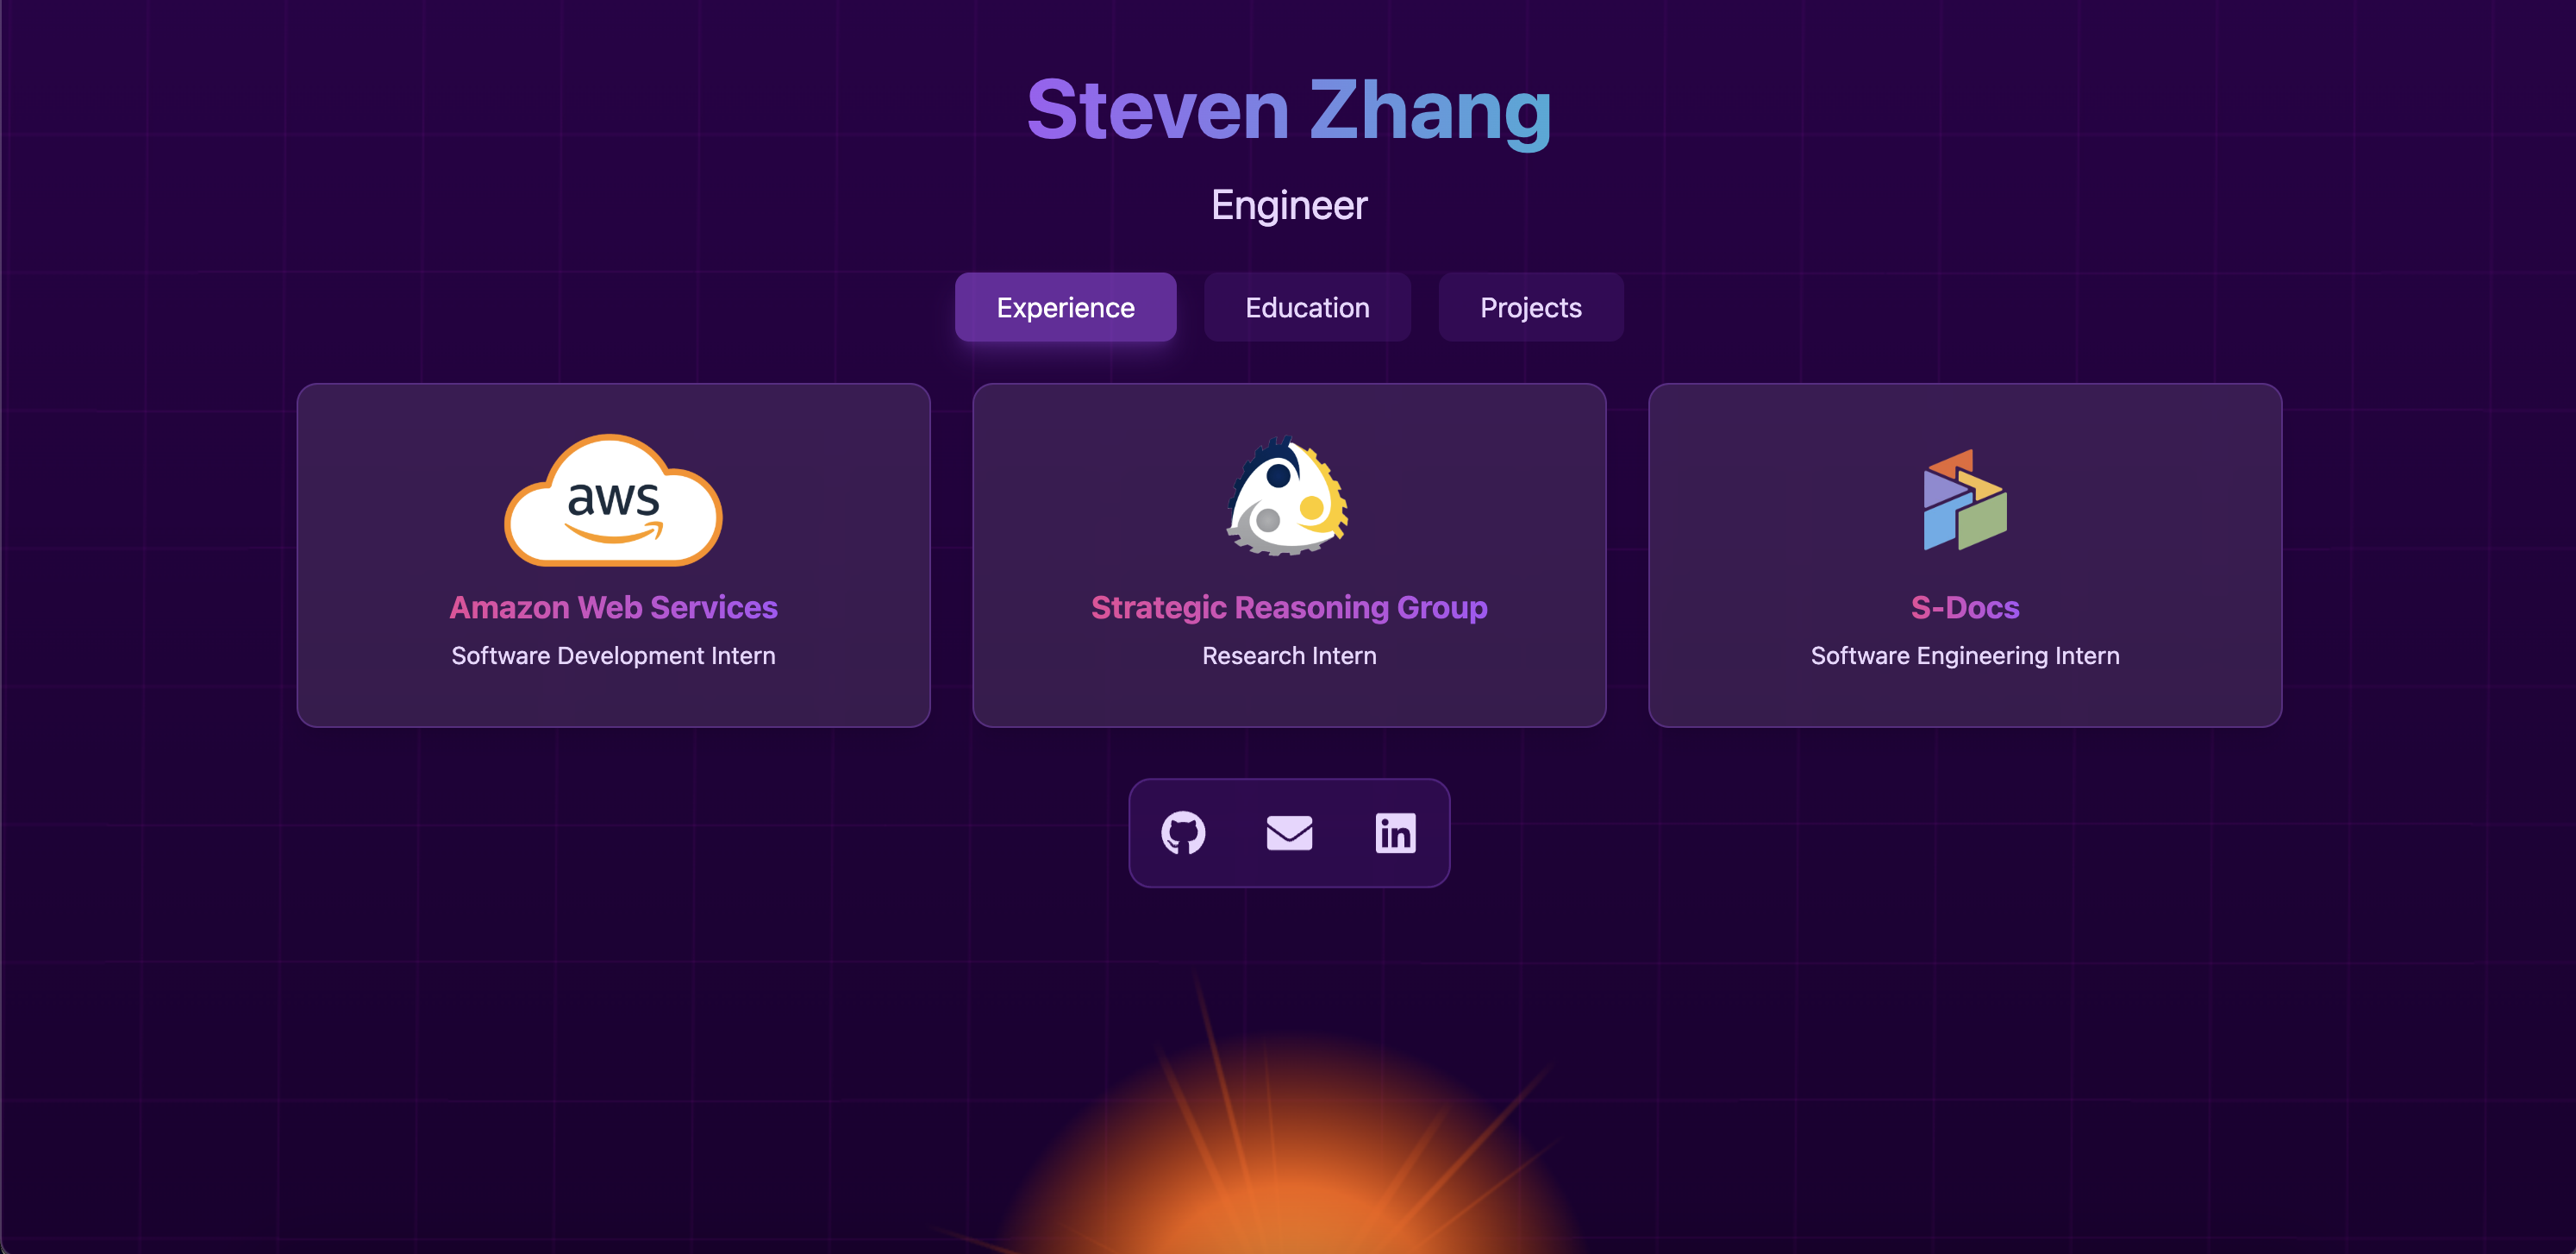 Steven Zhang
Engineer
Experience Education Projects
aws
Amazon Web Services
Software Development Intern
Strategic Reasoning Group
Research Intern
S-Docs
Software Engineering Intern
in